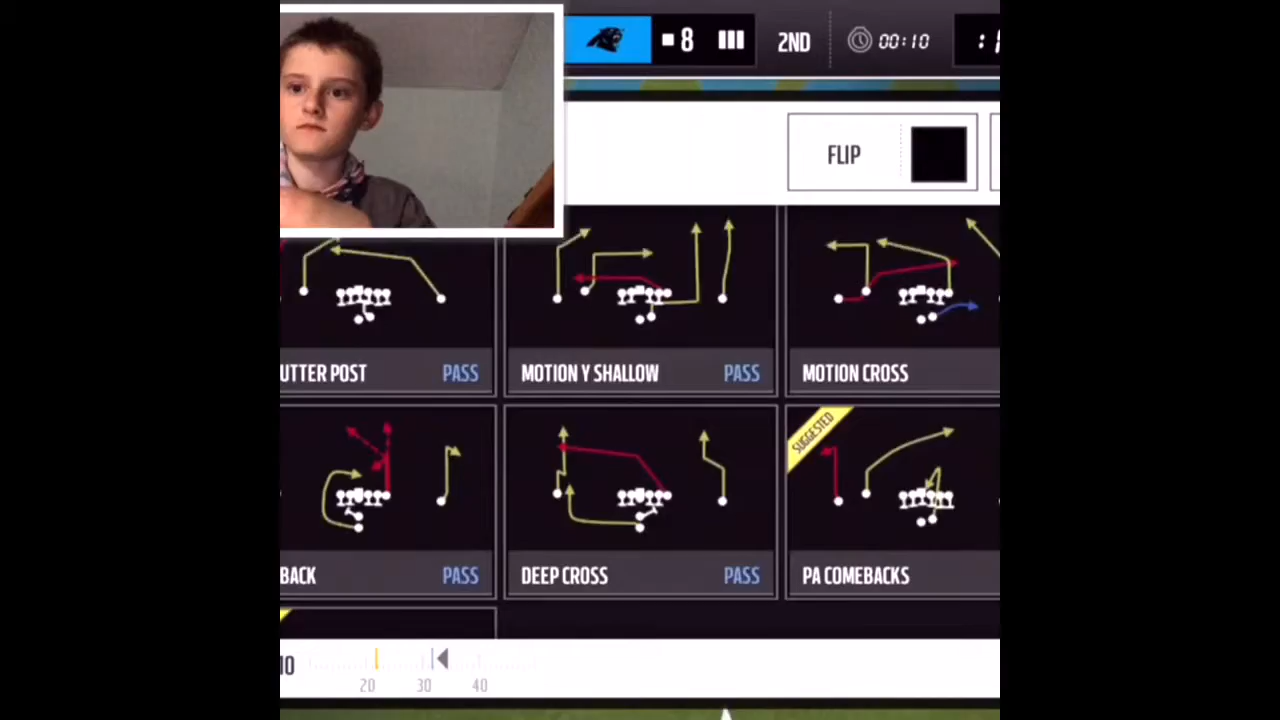 8 2ND 00:10
FLIP
UTTER POST PASS
MOTION Y SHALLOW PASS
MOTION CROSS
SUGGESTED
BACK PASS
DEEP CROSS PASS
PA COMEBACKS
20 30 40